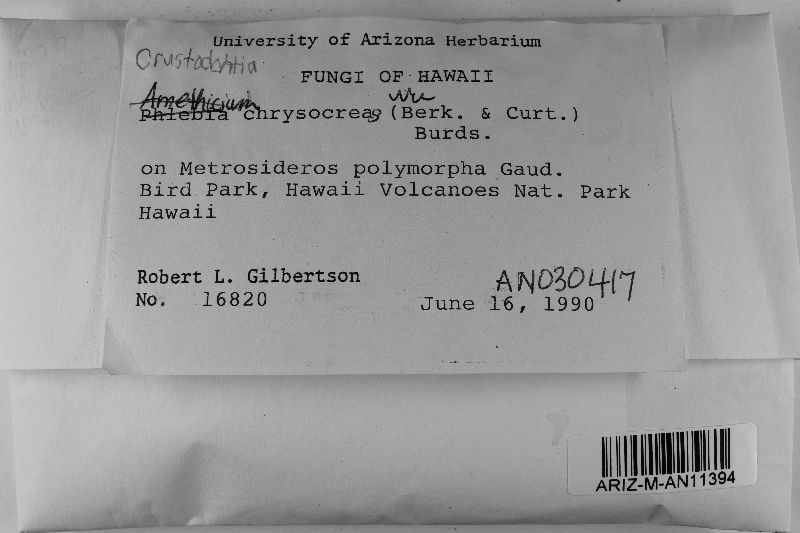 University of Arizona Herbarium
Crustodontia
FUNGI OF HAWAII
Amethicium
Phlebia chrysocreas (Berk. & Curt.)
Burds.
on Metrosideros polymorpha Gaud.
Bird Park, Hawaii Volcanoes Nat. Park
Hawaii
Robert L. Gilbertson
AN030417
No. 16820
June 16, 1990
ARIZ-M-AN11394